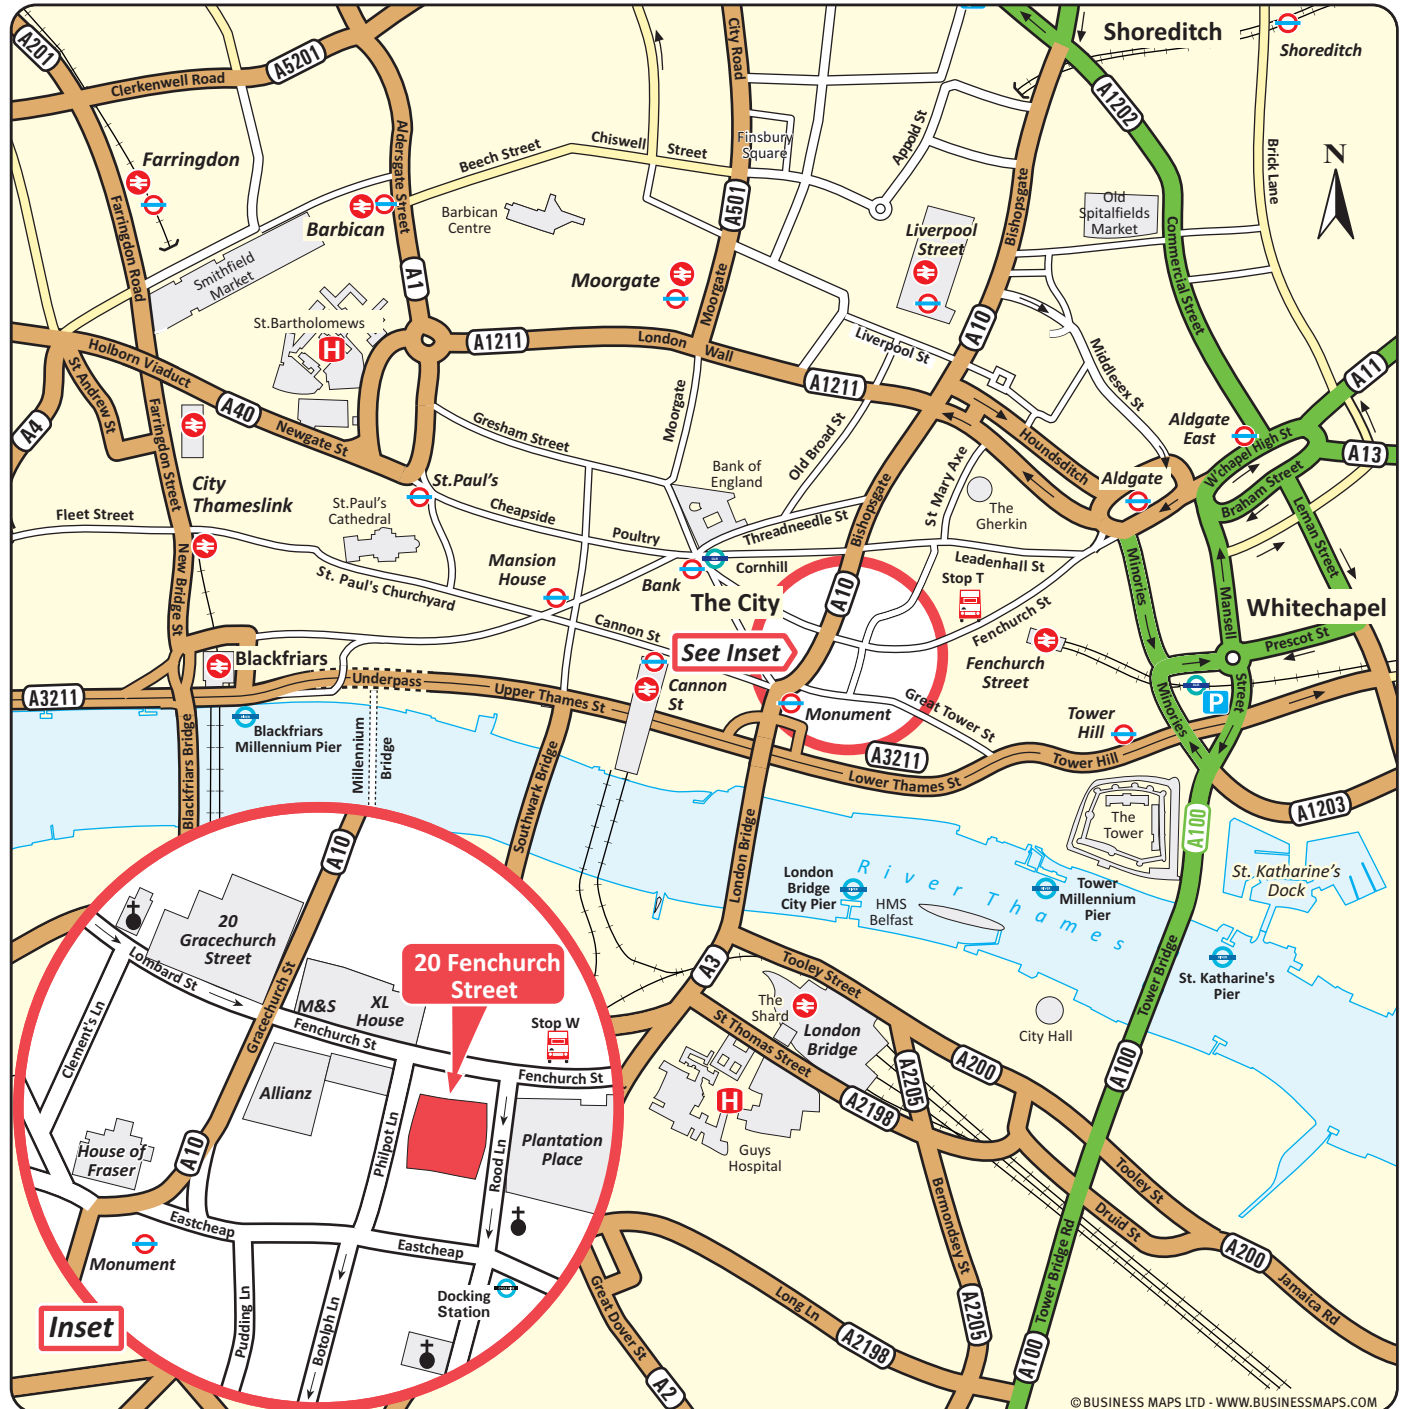 A201
Clerkenwell Road
A5201
City Road
Shoreditch
Shoreditch
A1202
Aldersgate Street
Farringdon
Beech Street
Chiswell
Street
Finsbury
Square
Appold St
Brick Lane
N
Farringdon Road
Barbican
Barbican
Centre
A501
Bishopsgate
Old
Spitalfields
Market
Commercial Street
Liverpool
Street
Smithfield
Market
A1
Moorgate
Moorgate
St.Bartholomews
H
A1211
London
Wall
Liverpool St
A10
Middlesex St
A11
Holborn Viaduct
St Andrew St
A1211
A4
A40
Newgate St
Farringdon Street
Gresham Street
Moorgate
Old Broad St
Houndsditch
Aldgate
East
W'chapel High St
A13
Braham Street
Leman Street
City
Thameslink
St.Paul's
Bank of
England
St Mary Axe
Aldgate
The
Gherkin
Bishopsgate
Fleet Street
St.Paul's
Cathedral
Cheapside
Poultry
Threadneedle St
New Bridge St
Mansion
House
Bank
Cornhill
Leadenhall St
Stop T
Minories
Mansell
Street
St. Paul's Churchyard
The City
A10
Whitechapel
Cannon St
See Inset
Fenchurch St
Prescot St
Blackfriars
Fenchurch
Street
A3211
Underpass
Upper Thames St
Cannon
St
Monument
Great Tower St
Minories
P
Tower
Hill
Blackfriars
Millennium Pier
Millennium
Bridge
Blackfriars Bridge
Southwark Bridge
A3211
Lower Thames St
Tower Hill
A1203
The
Tower
A100
London Bridge
London
Bridge
City Pier
River Thames
HMS
Belfast
Tower
Millennium
Pier
St. Katharine's
Dock
St. Katharine's
Pier
Tower Bridge
A3
Tooley Street
The
Shard
London
Bridge
St Thomas Street
City Hall
A200
A2205
A2198
A100
H
Guys
Hospital
Bermondsey St
Tooley St
Druid St
A200
Jamaica Rd
Tower Bridge Rd
Great Dover St
Long Ln
A2198
A2205
A2
A100
A10
20
Gracechurch
Street
Lombard St
Clement's Ln
Gracechurch St
M&S
XL
House
20 Fenchurch
Street
Stop W
Fenchurch St
Fenchurch St
Allianz
Philpot Ln
Rood Ln
Plantation
Place
House of
Fraser
A10
Eastcheap
Eastcheap
Monument
Pudding Ln
Botolph Ln
Docking
Station
Inset
© BUSINESS MAPS LTD - WWW.BUSINESSMAPS.COM